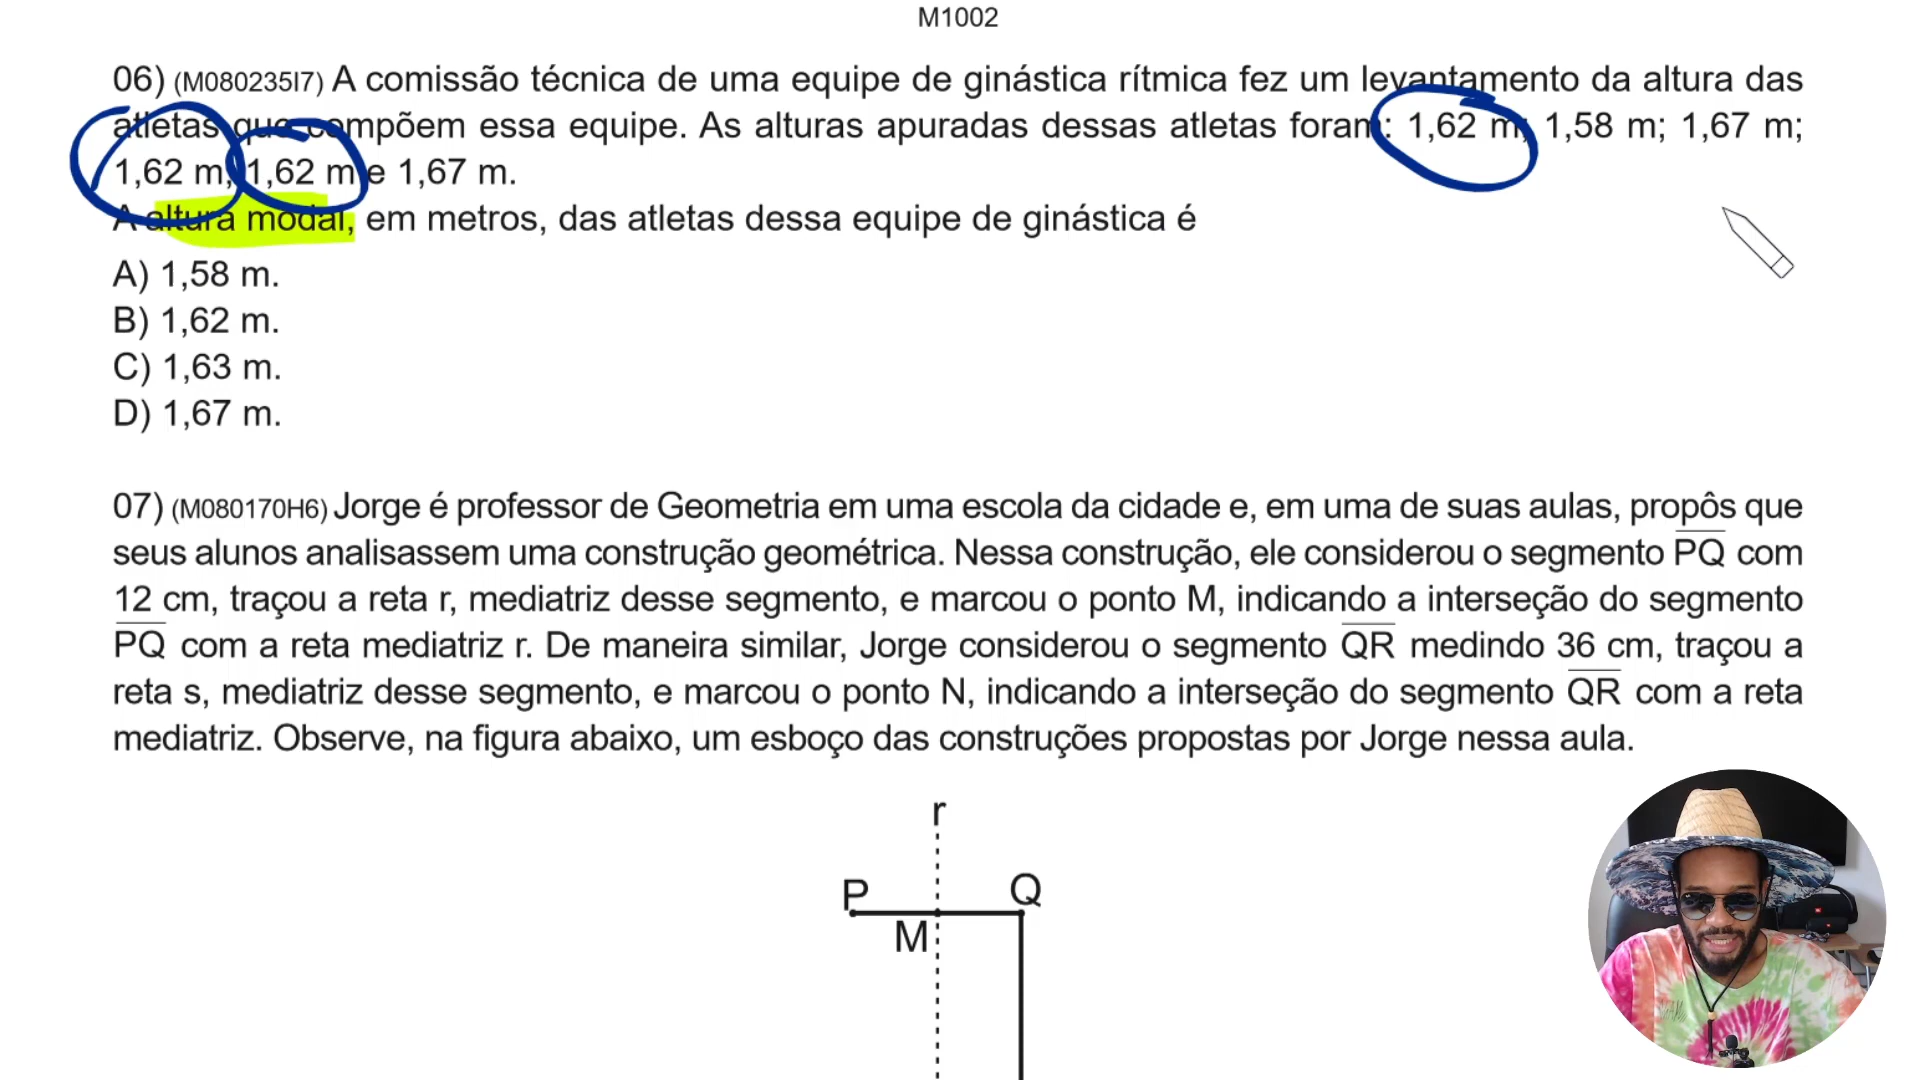 M1002
06) (M080235I7) A comissão técnica de uma equipe de ginástica rítmica fez um levantamento da altura das
atletas que compõem essa equipe. As alturas apuradas dessas atletas foram: 1,62 m; 1,58 m; 1,67 m;
1,62 m; 1,62 m e 1,67 m.
A altura modal, em metros, das atletas dessa equipe de ginástica é
A) 1,58 m.
B) 1,62 m.
C) 1,63 m.
D) 1,67 m.
07) (M080170H6) Jorge é professor de Geometria em uma escola da cidade e, em uma de suas aulas, propôs que
seus alunos analisassem uma construção geométrica. Nessa construção, ele considerou o segmento PQ com
12 cm, traçou a reta r, mediatriz desse segmento, e marcou o ponto M, indicando a interseção do segmento
PQ com a reta mediatriz r. De maneira similar, Jorge considerou o segmento QR medindo 36 cm, traçou a
reta s, mediatriz desse segmento, e marcou o ponto N, indicando a interseção do segmento QR com a reta
mediatriz. Observe, na figura abaixo, um esboço das construções propostas por Jorge nessa aula.
r
P Q
M